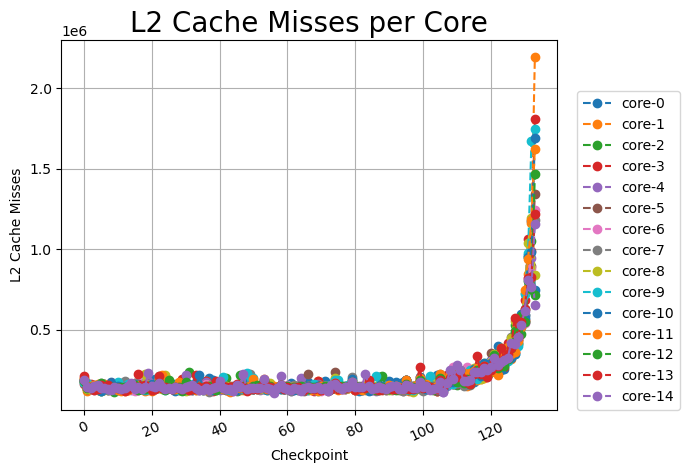 L2 Cache Misses per Core
1e6
2.0
1.5
1.0
0.5
L2 Cache Misses
0
20
40
60
80
100
120
Checkpoint
core-0
core-1
core-2
core-3
core-4
core-5
core-6
core-7
core-8
core-9
core-10
core-11
core-12
core-13
core-14